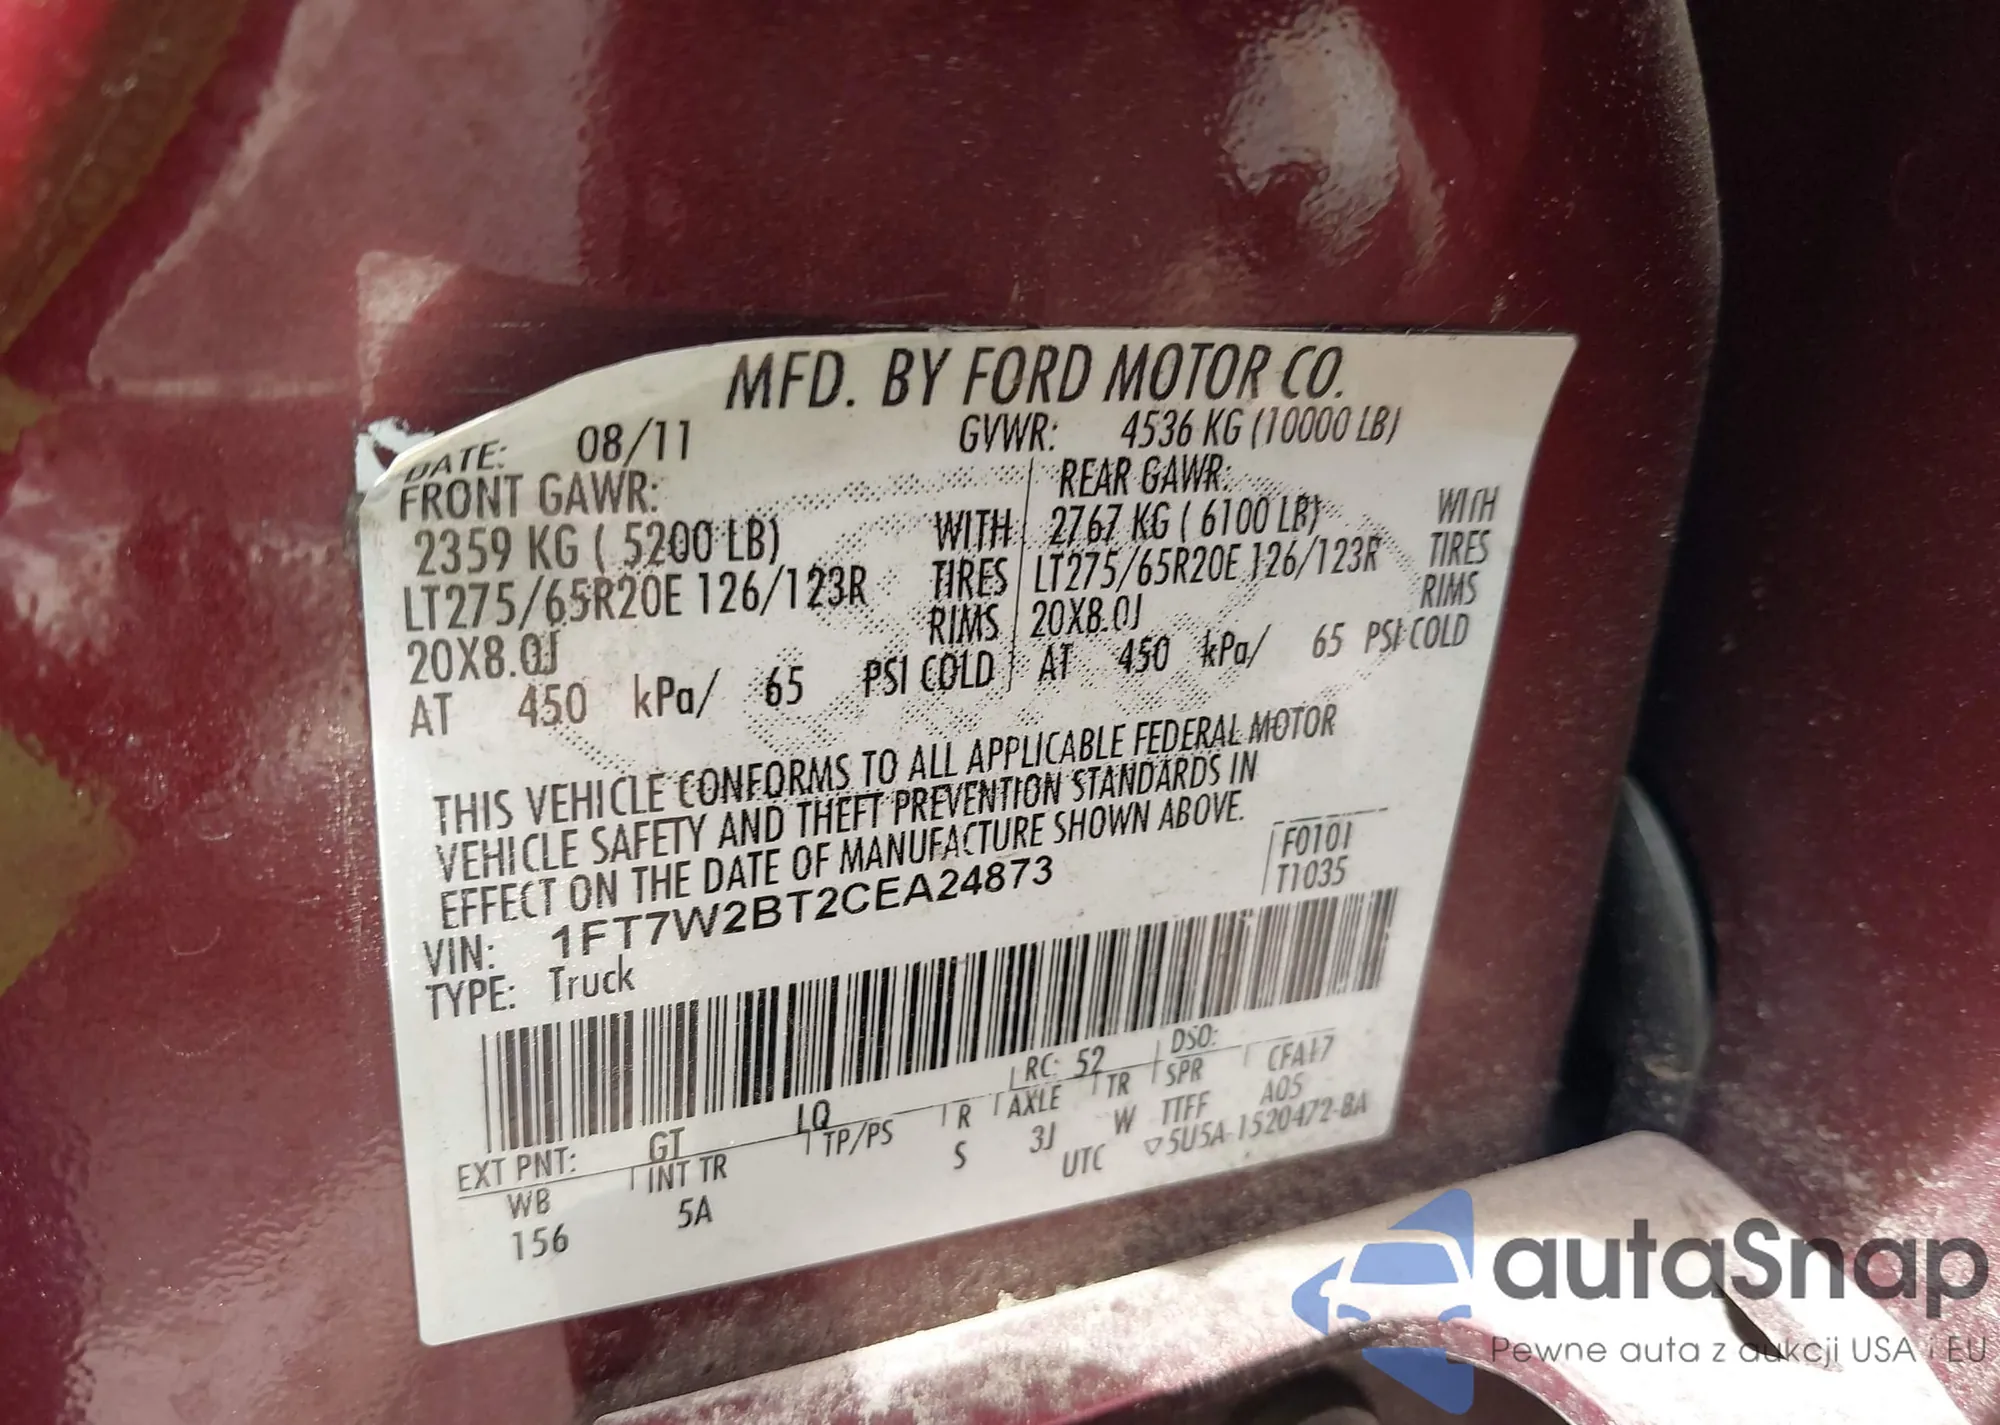 MFD. BY FORD MOTOR CO.
DATE: 08/11 GVWR: 4536 KG (10000 LB)
FRONT GAWR: REAR GAWR:
2359 KG ( 5200 LB) WITH 2767 KG ( 6100 LB) WITH
LT275/65R20E 126/123R TIRES LT275/65R20E 126/123R TIRES
20X8.0J RIMS 20X8.0J RIMS
AT 450 kPa/ 65 PSI COLD AT 450 kPa/ 65 PSI COLD
THIS VEHICLE CONFORMS TO ALL APPLICABLE FEDERAL MOTOR
VEHICLE SAFETY AND THEFT PREVENTION STANDARDS IN
EFFECT ON THE DATE OF MANUFACTURE SHOWN ABOVE.
F0101
VIN: 1FT7W2BT2CEA24873 T1035
TYPE: Truck
EXT PNT: GT LQ RC: 52 DSO: CFA17
WB INT TR TP/PS R AXLE TR SPR A05
156 5A S 3J W TTFF
UTC ▽5U5A-1520472-BA
autaSnap
Pewne auta z aukcji USA i EU